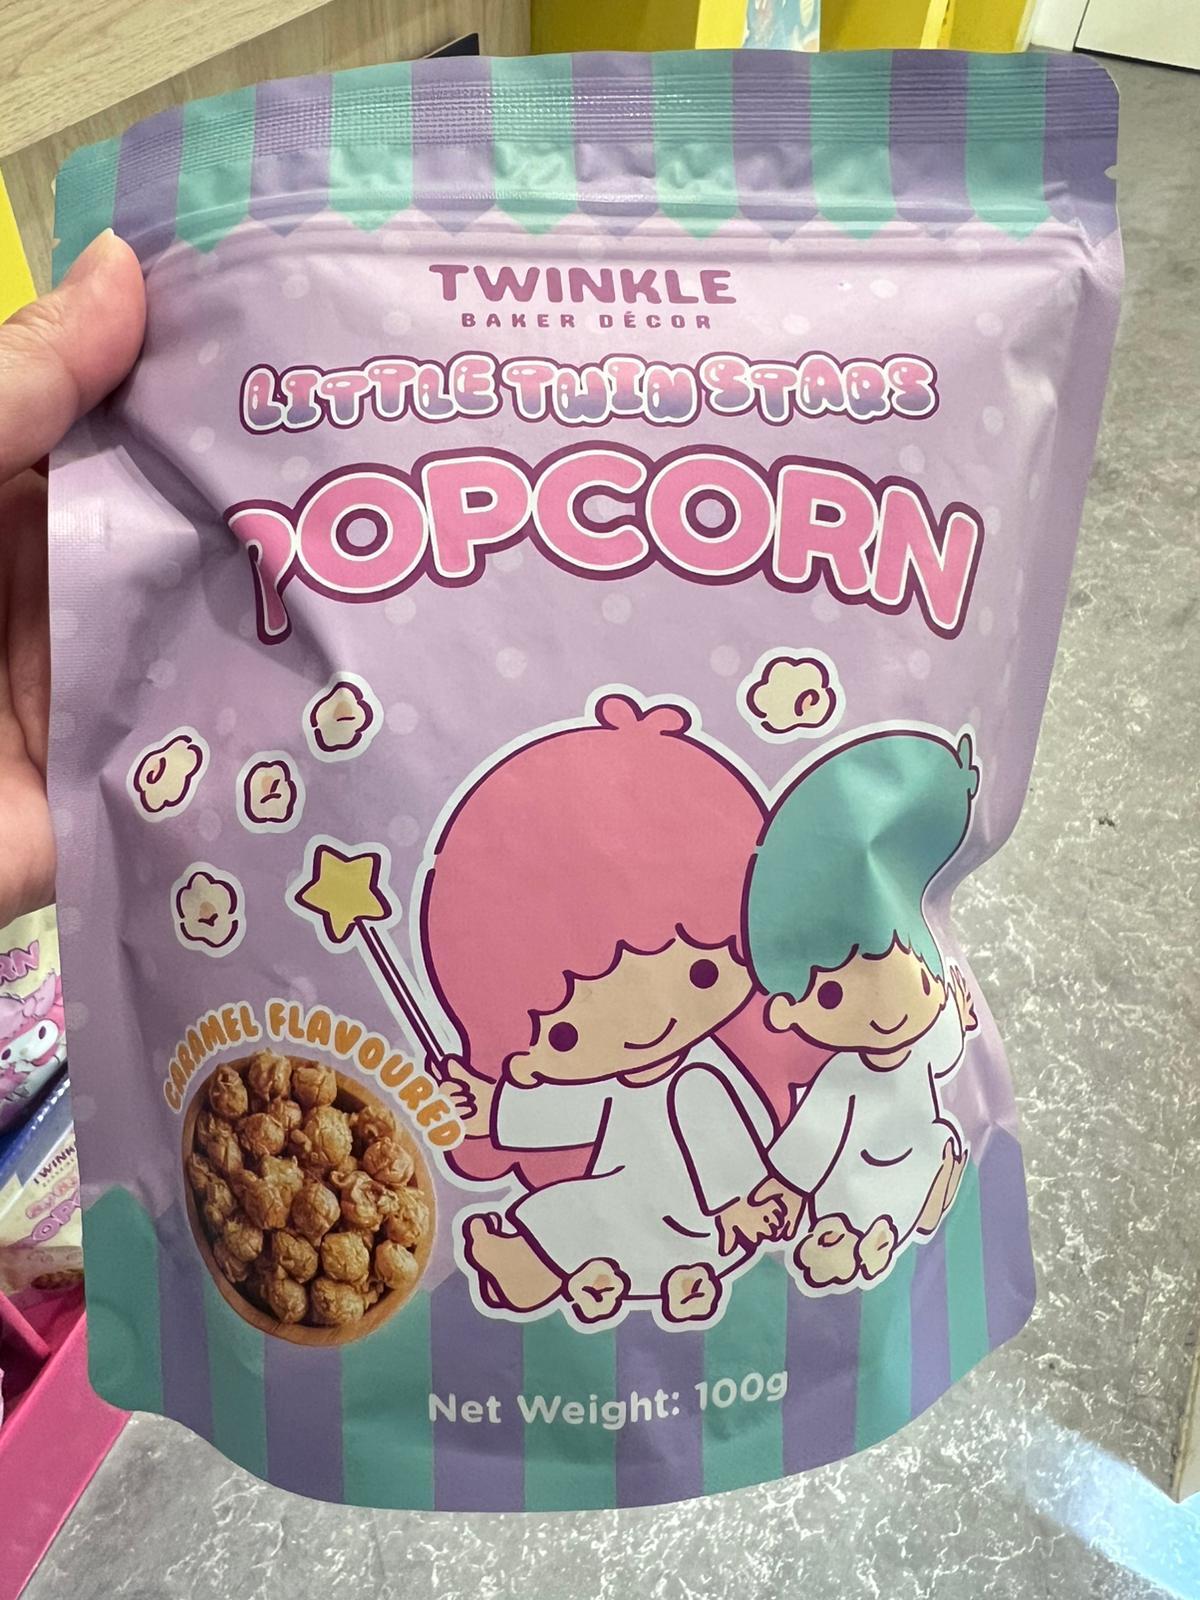 TWINKLE
BAKER DÉCOR
LITTLE TWIN STARS
POPCORN
CARAMEL FLAVOURED
Net Weight: 100g